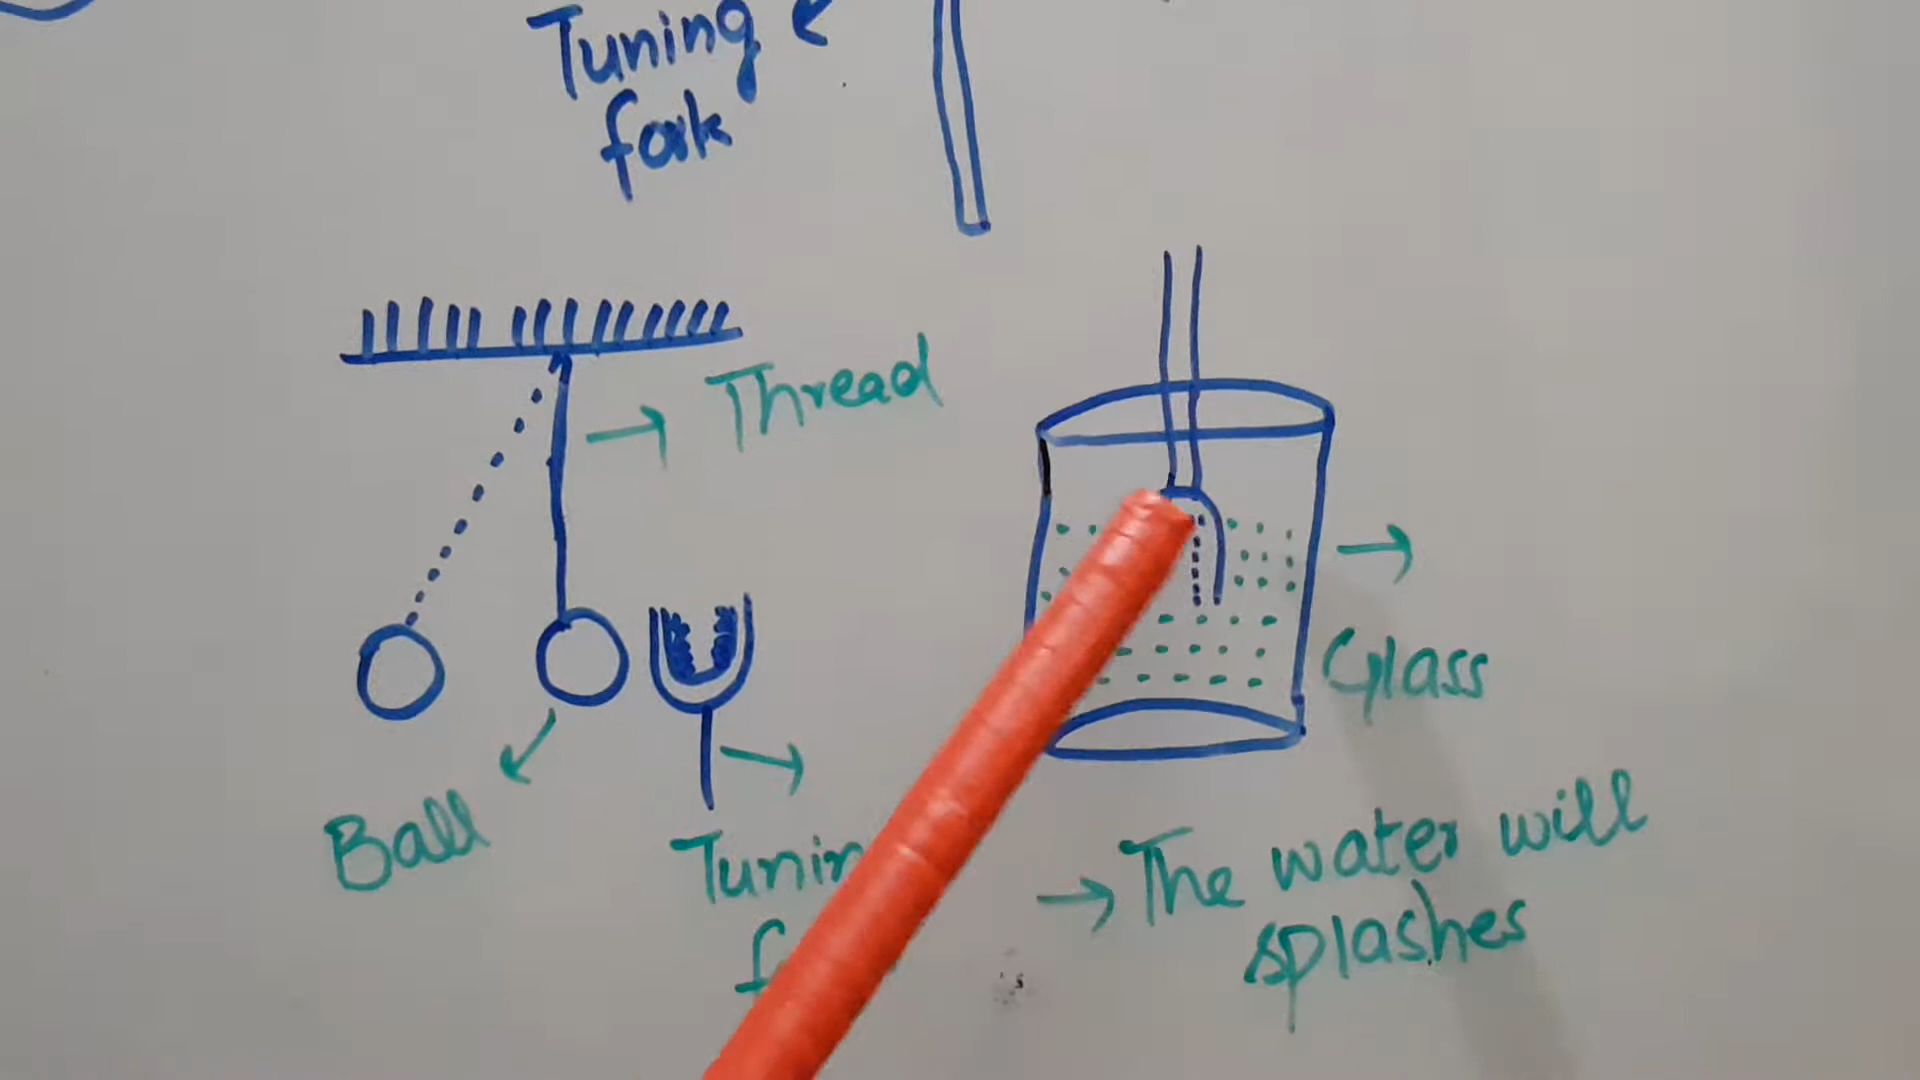 Tuning
fork
Thread
Glass
Ball
The water will
splashes